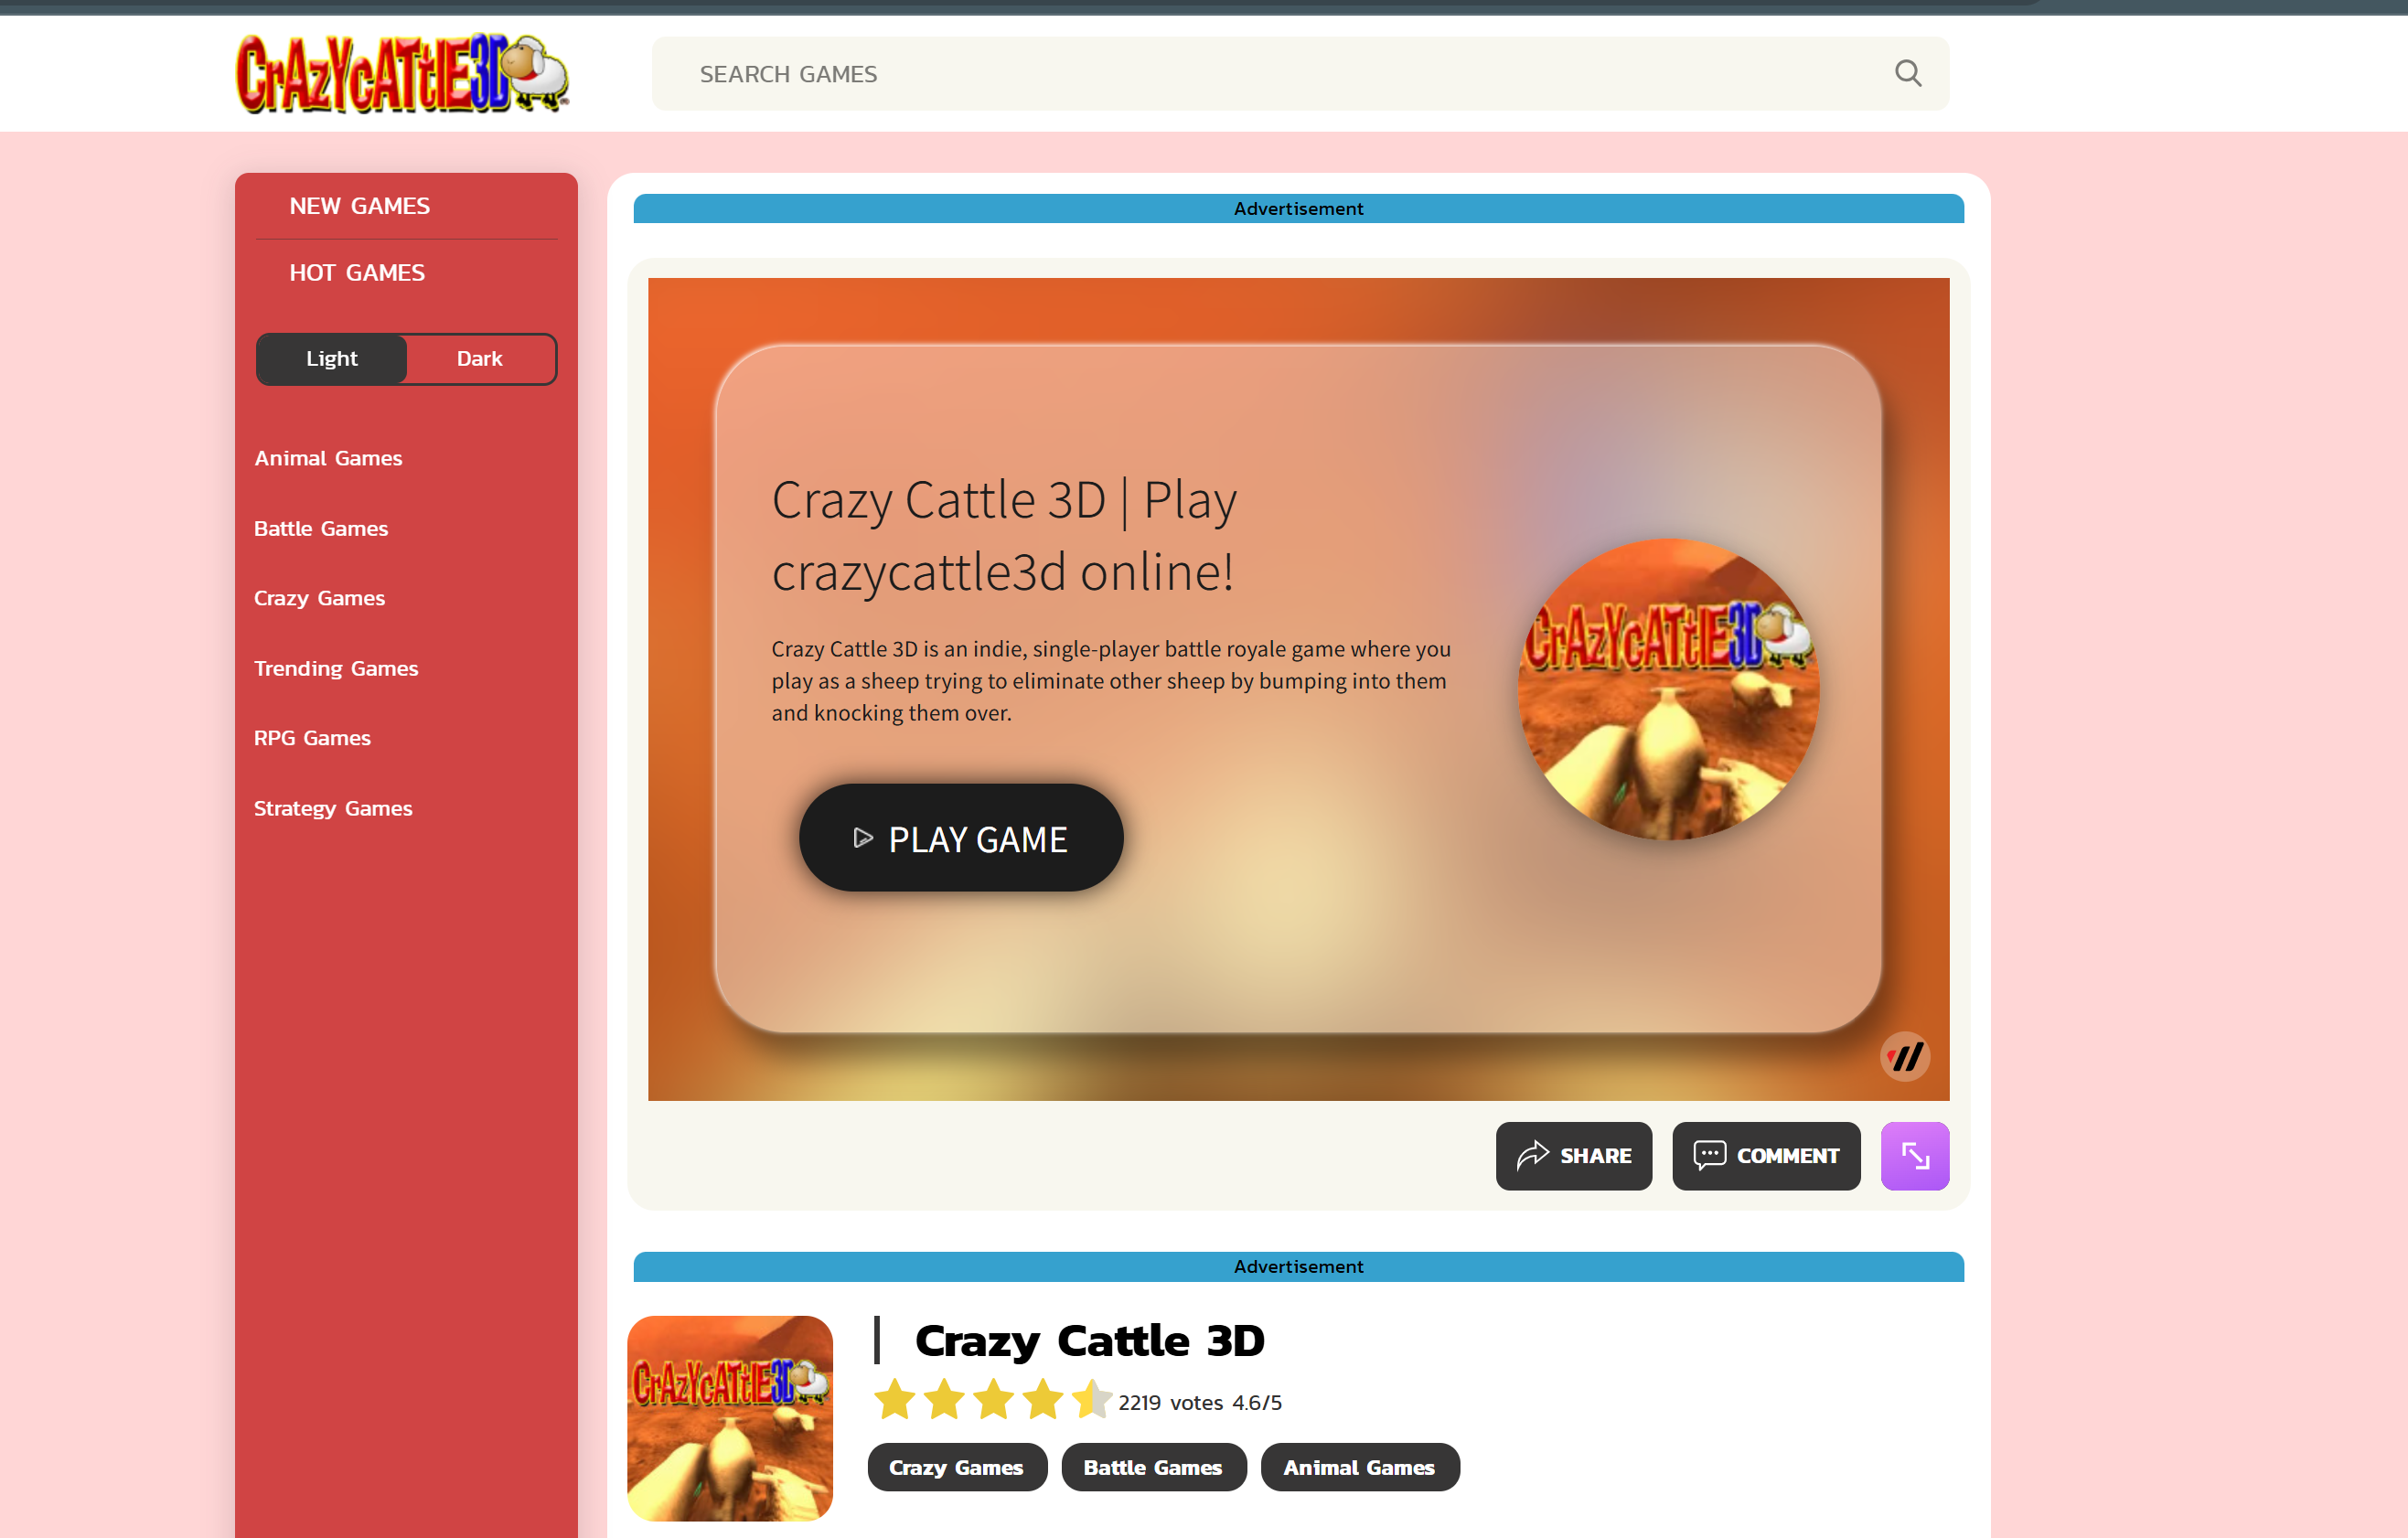 CrAzYcATtlE3D
SEARCH GAMES
NEW GAMES
HOT GAMES
Light Dark
Animal Games
Battle Games
Crazy Games
Trending Games
RPG Games
Strategy Games
Advertisement
Crazy Cattle 3D | Play
crazycattle3d online!
Crazy Cattle 3D is an indie, single-player battle royale game where you
play as a sheep trying to eliminate other sheep by bumping into them
and knocking them over.
PLAY GAME
CrAzYcATtlE3D
SHARE COMMENT
Advertisement
CrAzYcATtlE3D
Crazy Cattle 3D
2219 votes 4.6/5
Crazy Games Battle Games Animal Games